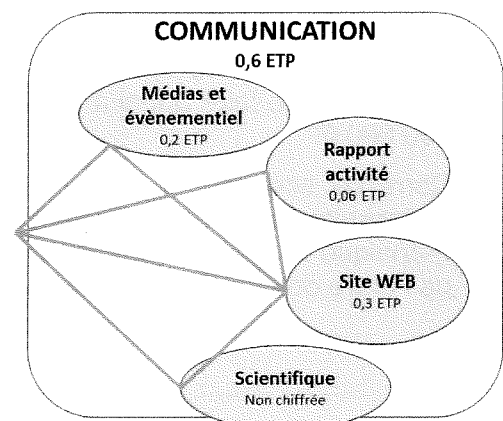 COMMUNICATION
0,6 ETP
Médias et
évènementiel
0,2 ETP
Rapport
activité
0,06 ETP
Site WEB
0,3 ETP
Scientifique
Non chiffrée